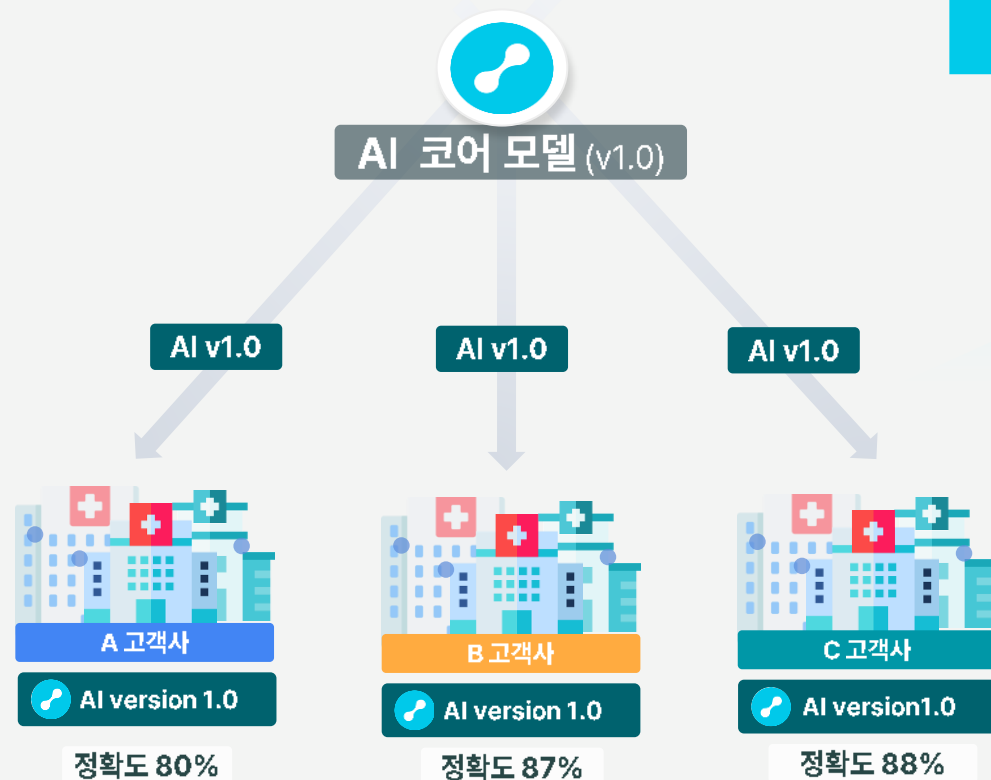 AI 코어 모델 (v1.0)
AI v1.0
AI v1.0
AI v1.0
A 고객사
B 고객사
C 고객사
AI version 1.0
AI version 1.0
AI version1.0
정확도 80%
정확도 87%
정확도 88%